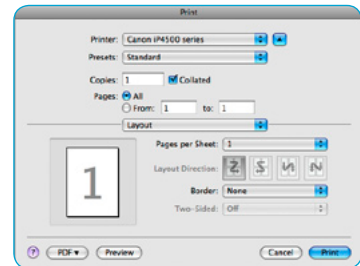 Print
Printer: Canon iP4500 series
Presets: Standard
Copies: 1 Collated
Pages: All
From: 1 to: 1
Layout
Pages per Sheet: 1
Layout Direction:
1
Border: None
Two-Sided: Off
? PDF ▾ Preview Cancel Print